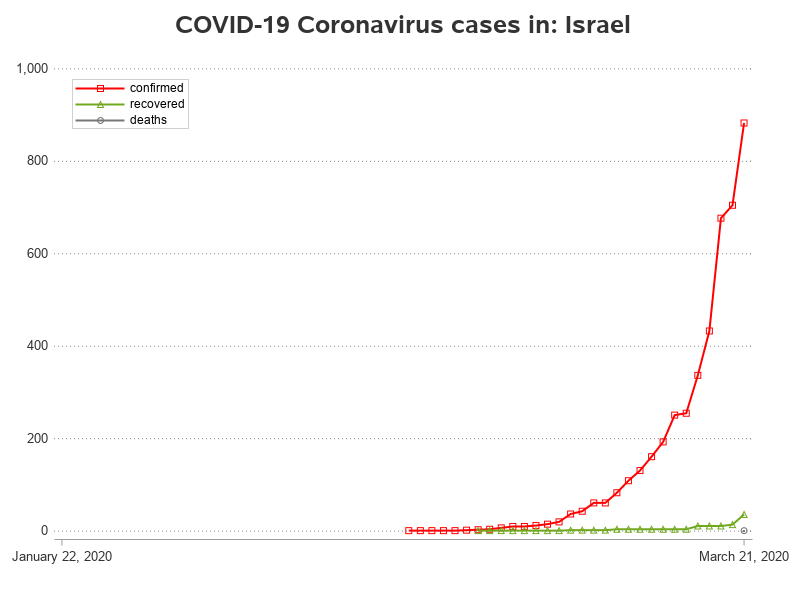 COVID-19 Coronavirus cases in: Israel
1,000
confirmed
recovered
deaths
800
600
400
200
0
January 22, 2020
March 21, 2020